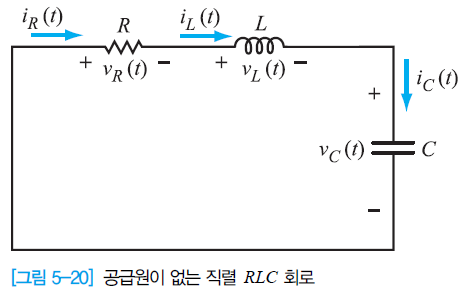 i_R(t) R i_L(t) L
+ v_R(t) − + v_L(t) −
i_C(t)
+
v_C(t) C
−
[그림 5-20] 공급원이 없는 직렬 RLC 회로